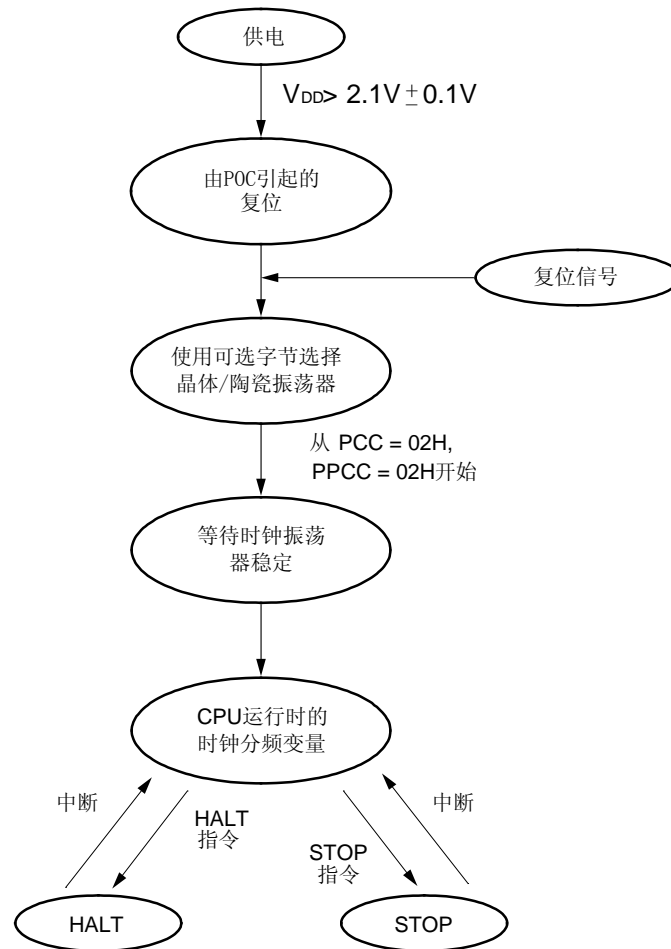 供电
VDD> 2.1V±0.1V
由POC引起的
复位
复位信号
使用可选字节选择
晶体/陶瓷振荡器
从 PCC = 02H,
PPCC = 02H开始
等待时钟振荡
器稳定
CPU运行时的
时钟分频变量
中断
HALT
指令
STOP
指令
中断
HALT
STOP